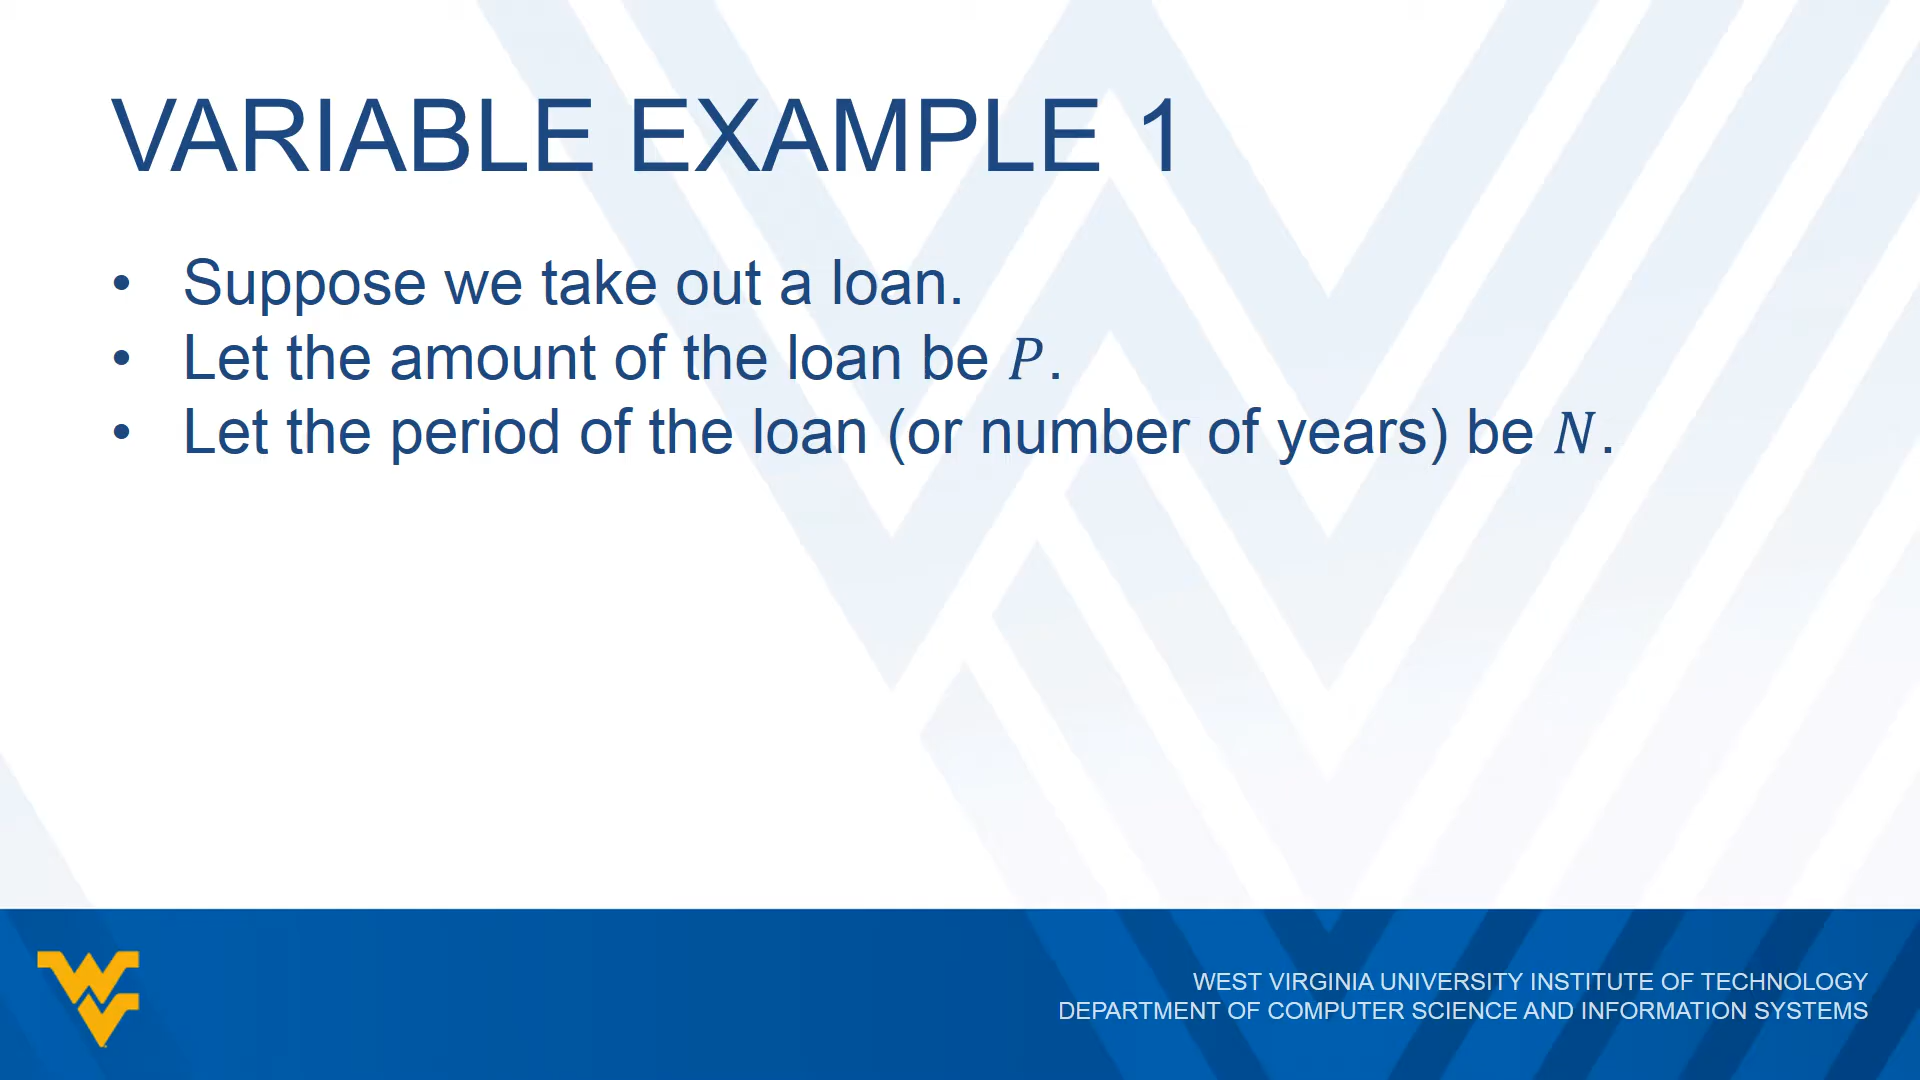 VARIABLE EXAMPLE 1
• Suppose we take out a loan.
• Let the amount of the loan be P.
• Let the period of the loan (or number of years) be N.
WEST VIRGINIA UNIVERSITY INSTITUTE OF TECHNOLOGY
DEPARTMENT OF COMPUTER SCIENCE AND INFORMATION SYSTEMS